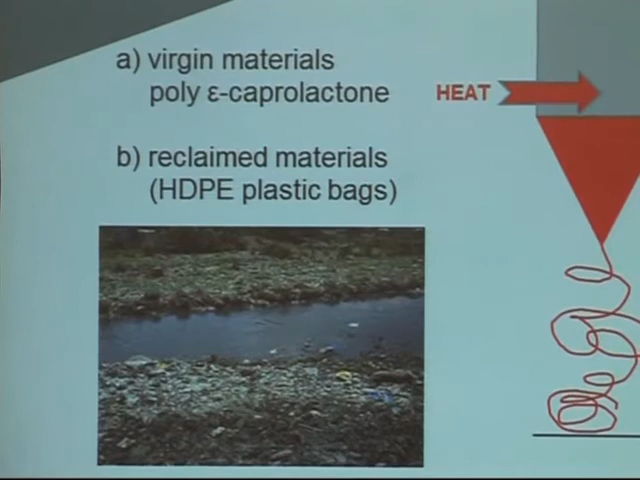 a) virgin materials
poly ε-caprolactone
HEAT
b) reclaimed materials
(HDPE plastic bags)